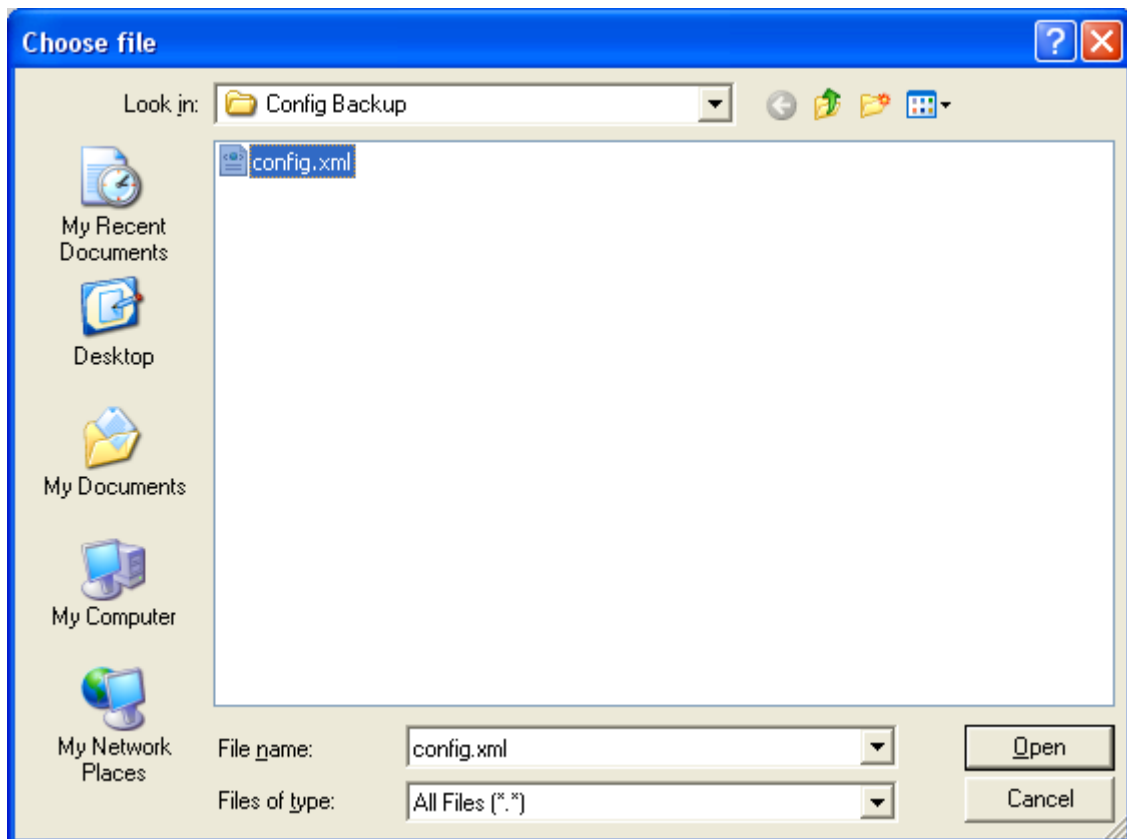 Choose file
Look in:
Config Backup
config.xml
My Recent
Documents
Desktop
My Documents
My Computer
My Network
Places
File name:
config.xml
Open
Files of type:
All Files (*.*)
Cancel